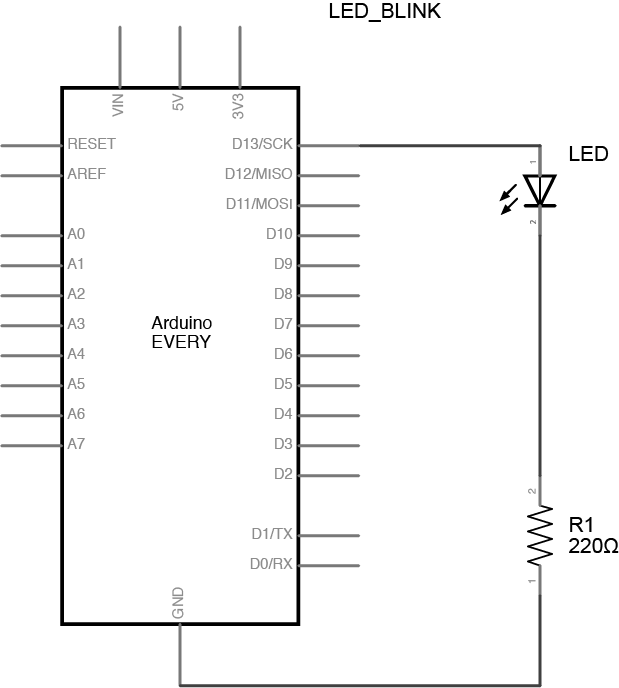 LED_BLINK
VIN
5V
3V3
RESET
AREF
A0
A1
A2
A3
A4
A5
A6
A7
Arduino
EVERY
D13/SCK
D12/MISO
D11/MOSI
D10
D9
D8
D7
D6
D5
D4
D3
D2
D1/TX
D0/RX
GND
1
LED
2
2
R1
220Ω
1